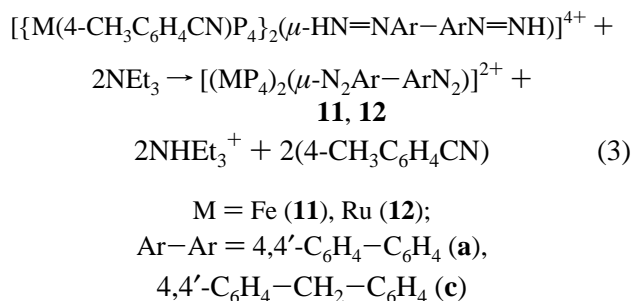 [{M(4-CH₃C₆H₄CN)P₄}₂(μ-HN=NAr−ArN=NH)]⁴⁺ +
2NEt₃ → [(MP₄)₂(μ-N₂Ar−ArN₂)]²⁺ +
11, 12
2NHEt₃⁺ + 2(4-CH₃C₆H₄CN) (3)
M = Fe (11), Ru (12);
Ar−Ar = 4,4′-C₆H₄−C₆H₄ (a),
4,4′-C₆H₄−CH₂−C₆H₄ (c)